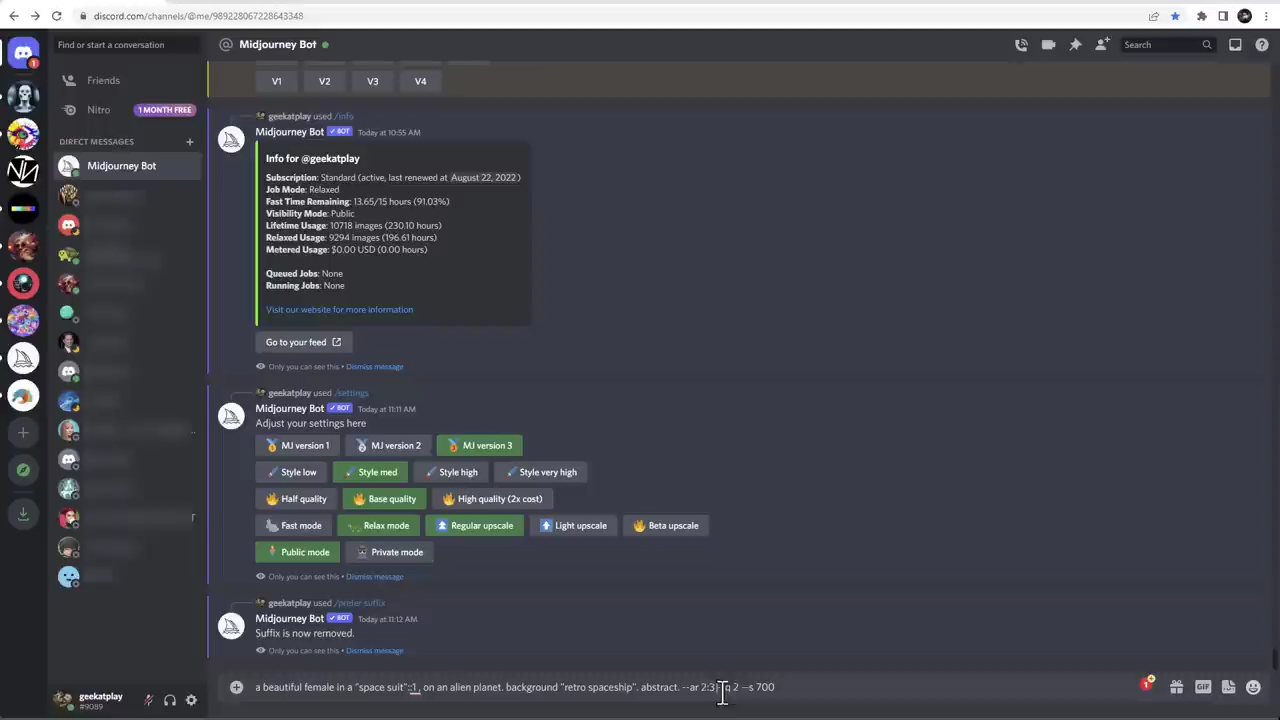 discord.com/channels/@me/989228067228643348
Find or start a conversation
@ Midjourney Bot
Search
1
Friends
Nitro
1 MONTH FREE
DIRECT MESSAGES
Midjourney Bot
V1 V2 V3 V4
geekatplay used /info
Midjourney Bot ✓ BOT Today at 10:55 AM
Info for @geekatplay
Subscription: Standard (active, last renewed at August 22, 2022)
Job Mode: Relaxed
Fast Time Remaining: 13.65/15 hours (91.03%)
Visibility Mode: Public
Lifetime Usage: 10718 images (230.10 hours)
Relaxed Usage: 9294 images (196.61 hours)
Metered Usage: $0.00 USD (0.00 hours)
Queued Jobs: None
Running Jobs: None
Visit our website for more information
Go to your feed
Only you can see this • Dismiss message
geekatplay used /settings
Midjourney Bot ✓ BOT Today at 11:11 AM
Adjust your settings here
MJ version 1 MJ version 2 MJ version 3
Style low Style med Style high Style very high
Half quality Base quality High quality (2x cost)
Fast mode Relax mode Regular upscale Light upscale Beta upscale
Public mode Private mode
Only you can see this • Dismiss message
geekatplay used /prefer suffix
Midjourney Bot ✓ BOT Today at 11:12 AM
Suffix is now removed.
Only you can see this • Dismiss message
a beautiful female in a "space suit"::1 , on an alien planet. background "retro spaceship". abstract. --ar 2:3 2 —s 700
1
GIF
geekatplay
#9089